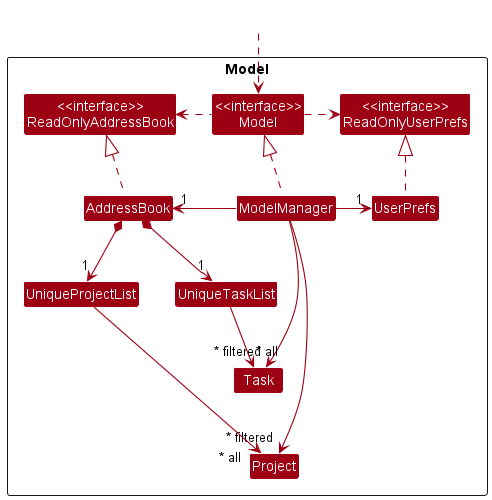 Model
<<interface>>
ReadOnlyAddressBook
<<interface>>
Model
<<interface>>
ReadOnlyUserPrefs
AddressBook
1
ModelManager
1
UserPrefs
1
1
UniqueProjectList
UniqueTaskList
* filtered
* all
Task
* filtered
* all
Project